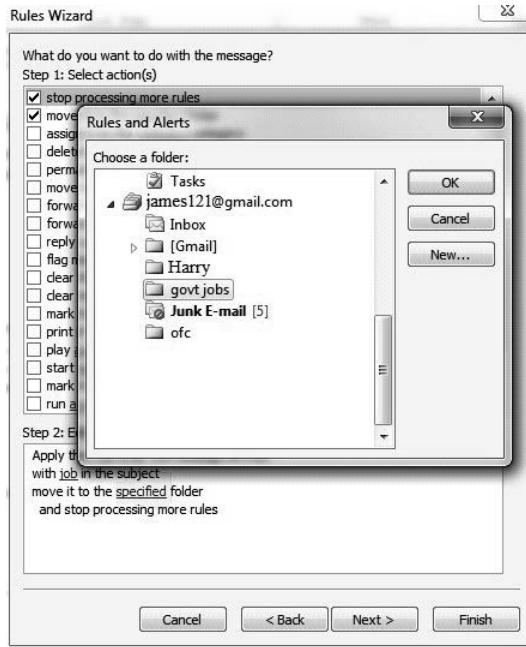 Rules Wizard
What do you want to do with the message?
Step 1: Select action(s)
stop processing more rules
move
assig
delet
perm
move
forwa
forwa
reply
flag m
clear
clear
mark
print
play
start
mark
run a
Rules and Alerts
Choose a folder:
Tasks
james121@gmail.com
Inbox
[Gmail]
Harry
govt jobs
Junk E-mail [5]
ofc
OK
Cancel
New...
Step 2: E
Apply th
with job in the subject
move it to the specified folder
and stop processing more rules
Cancel
< Back
Next >
Finish